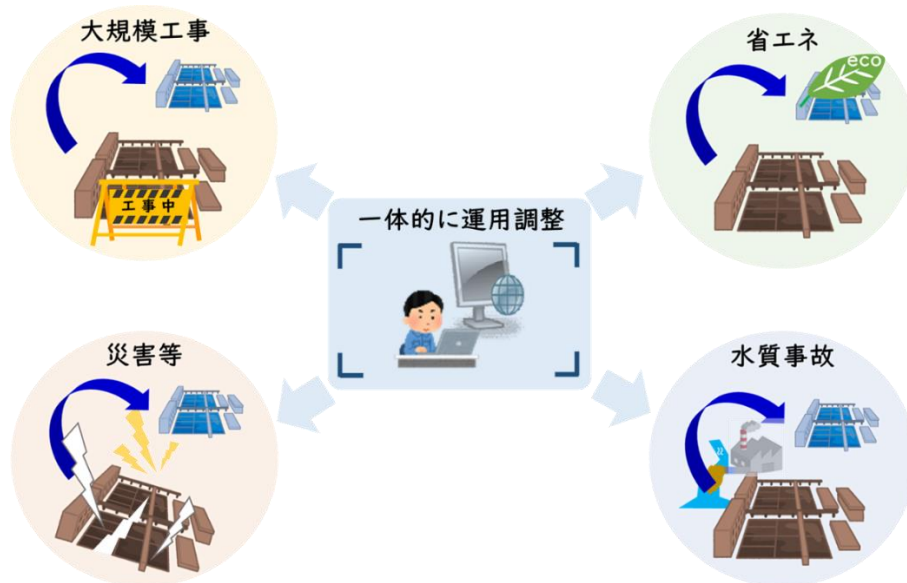 大規模工事
工事中
省エネ
eco
一体的に運用調整
災害等
水質事故